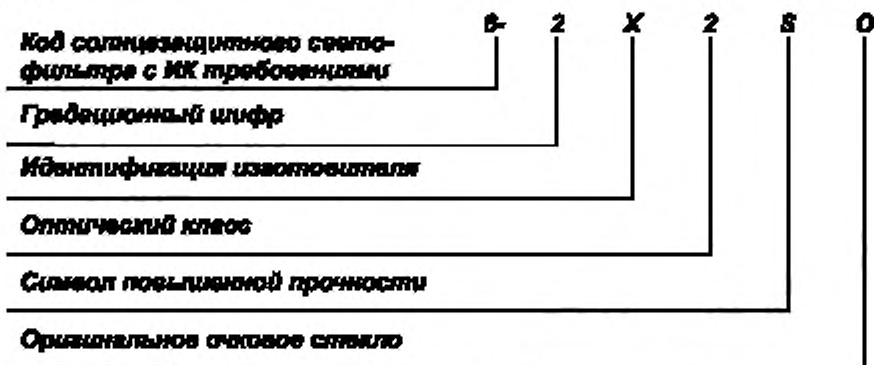 6- 2 X 2 S O
Код солнцезащитного свето-
фильтра с ИК требованиями
Градационный шифр
Идентификация изготовителя
Оптический класс
Символ повышенной прочности
Оригинальное очковое стекло